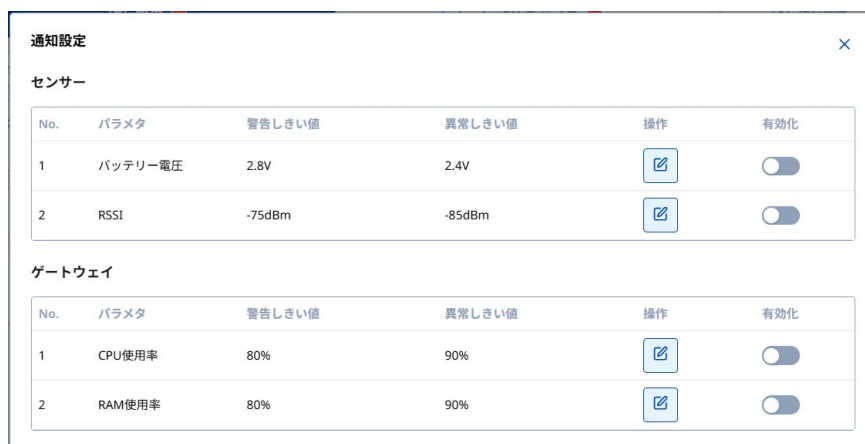 通知設定
センサー
No. パラメタ 警告しきい値 異常しきい値 操作 有効化
1 バッテリー電圧 2.8V 2.4V
2 RSSI -75dBm -85dBm
ゲートウェイ
No. パラメタ 警告しきい値 異常しきい値 操作 有効化
1 CPU使用率 80% 90%
2 RAM使用率 80% 90%